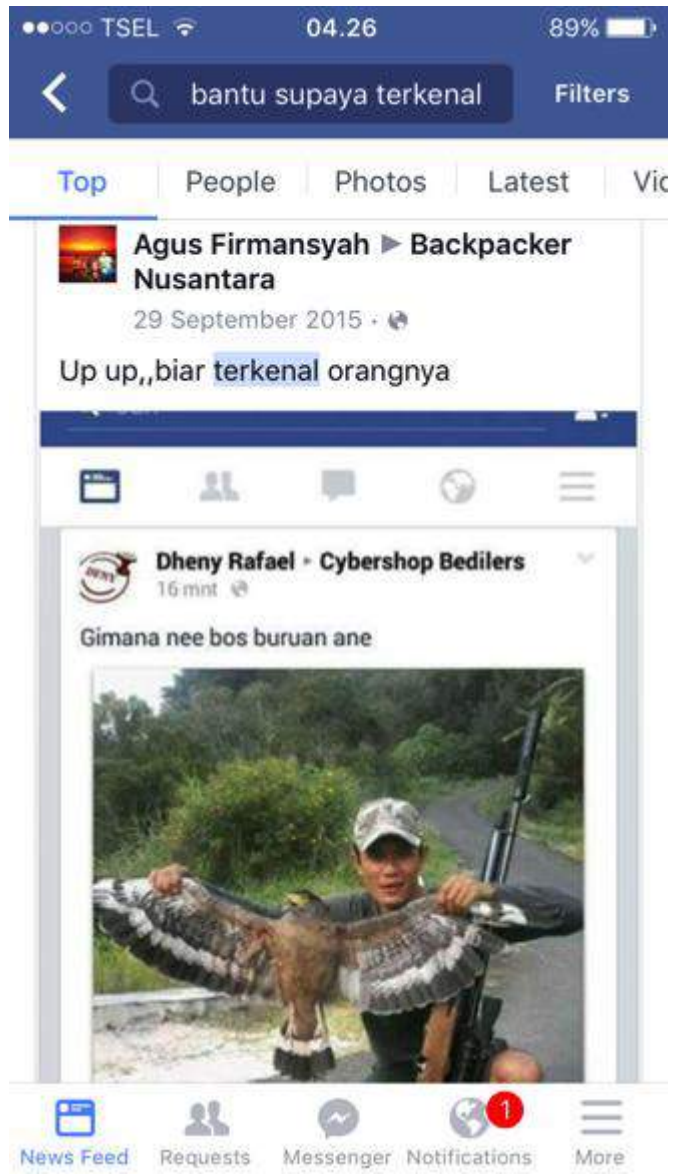 TSEL 04.26 89%
bantu supaya terkenal Filters
Top People Photos Latest Vic
Agus Firmansyah ▶ Backpacker
Nusantara
29 September 2015 ·
Up up,,biar terkenal orangnya
Dheny Rafael ▸ Cybershop Bedilers
16 mnt
Gimana nee bos buruan ane
DHENY
1
News Feed Requests Messenger Notifications More